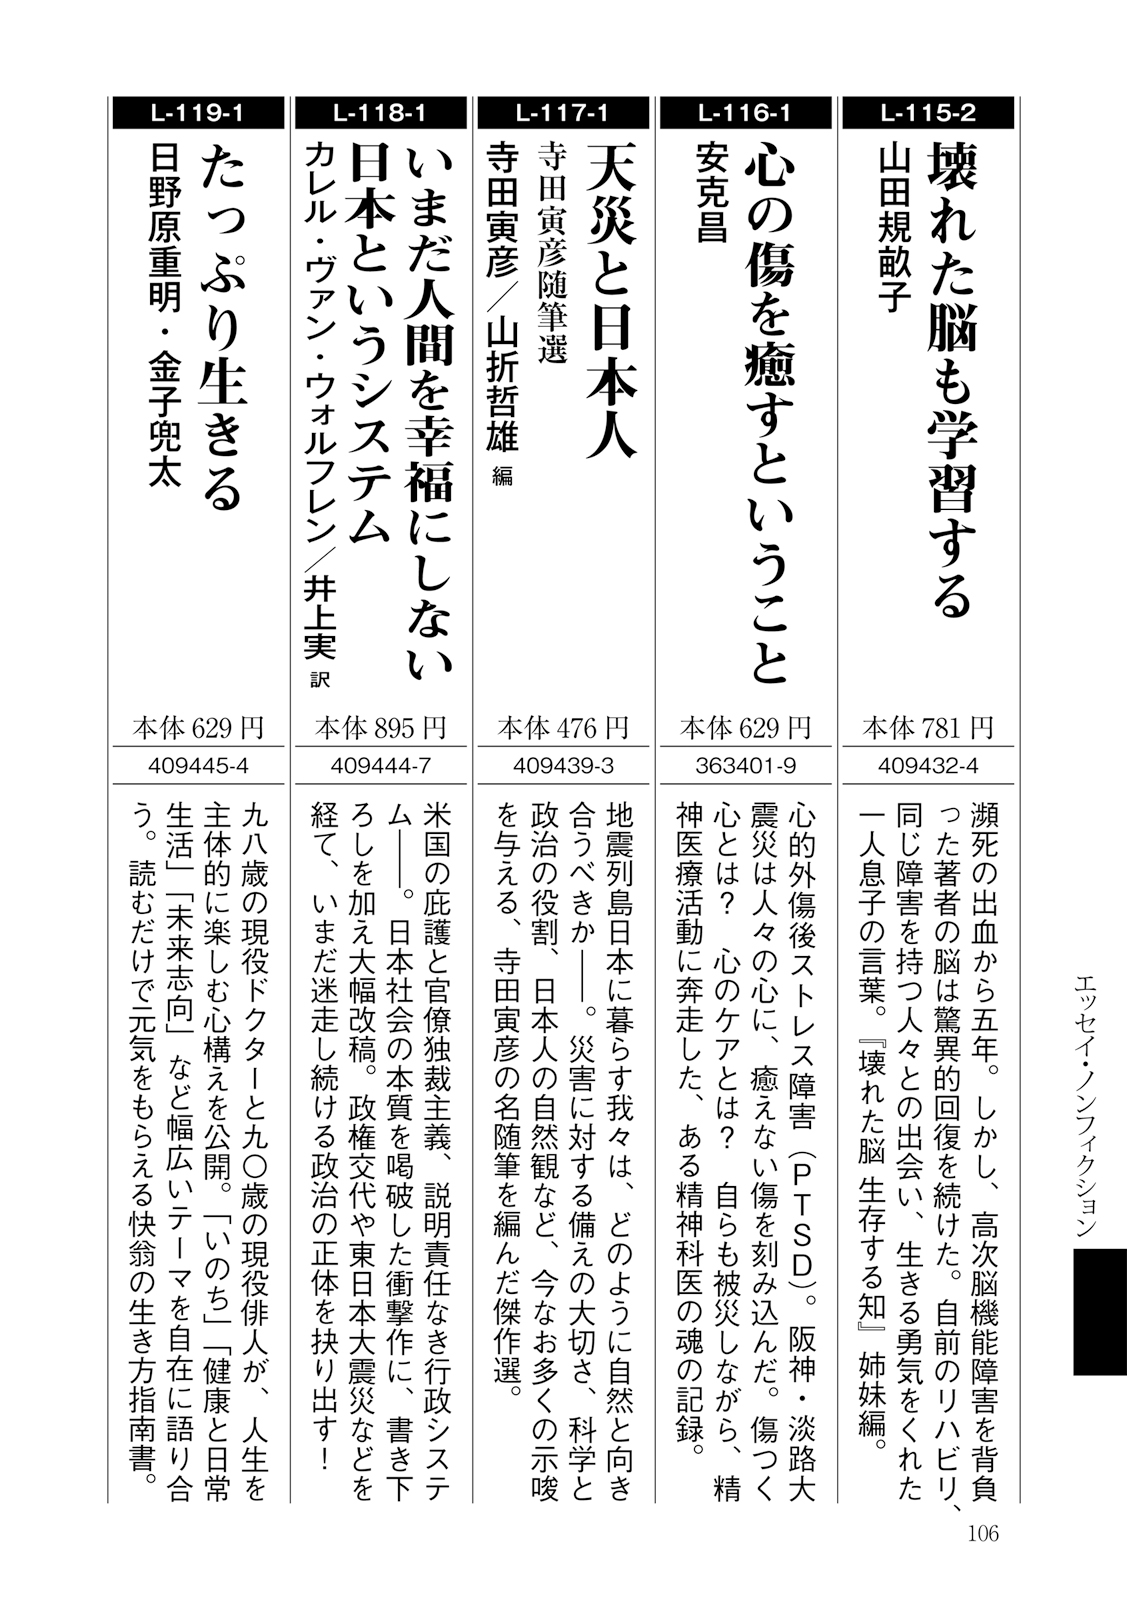 L-115-2
壊れた脳も学習する
山田規畝子
本体781円
409432-4
瀕死の出血から五年。しかし、高次脳機能障害を背負
った著者の脳は驚異的回復を続けた。自前のリハビリ、
同じ障害を持つ人々との出会い、生きる勇気をくれた
一人息子の言葉。『壊れた脳 生存する知』姉妹編。
L-116-1
心の傷を癒すということ
安克昌
本体629円
363401-9
心的外傷後ストレス障害（PTSD）。阪神・淡路大
震災は人々の心に、癒えない傷を刻み込んだ。傷つく
心とは？　心のケアとは？　自らも被災しながら、精
神医療活動に奔走した、ある精神科医の魂の記録。
L-117-1
天災と日本人
寺田寅彦随筆選
寺田寅彦／山折哲雄 編
本体476円
409439-3
地震列島日本に暮らす我々は、どのように自然と向き
合うべきか――。災害に対する備えの大切さ、科学と
政治の役割、日本人の自然観など、今なお多くの示唆
を与える、寺田寅彦の名随筆を編んだ傑作選。
L-118-1
いまだ人間を幸福にしない
日本というシステム
カレル・ヴァン・ウォルフレン／井上実 訳
本体895円
409444-7
米国の庇護と官僚独裁主義、説明責任なき行政システ
ム――。日本社会の本質を喝破した衝撃作に、書き下
ろしを加え大幅改稿。政権交代や東日本大震災などを
経て、いまだ迷走し続ける政治の正体を抉り出す！
L-119-1
たっぷり生きる
日野原重明・金子兜太
本体629円
409445-4
九八歳の現役ドクターと九〇歳の現役俳人が、人生を
主体的に楽しむ心構えを公開。「いのち」「健康と日常
生活」「未来志向」など幅広いテーマを自在に語り合
う。読むだけで元気をもらえる快翁の生き方指南書。
エッセイ・ノンフィクション
106